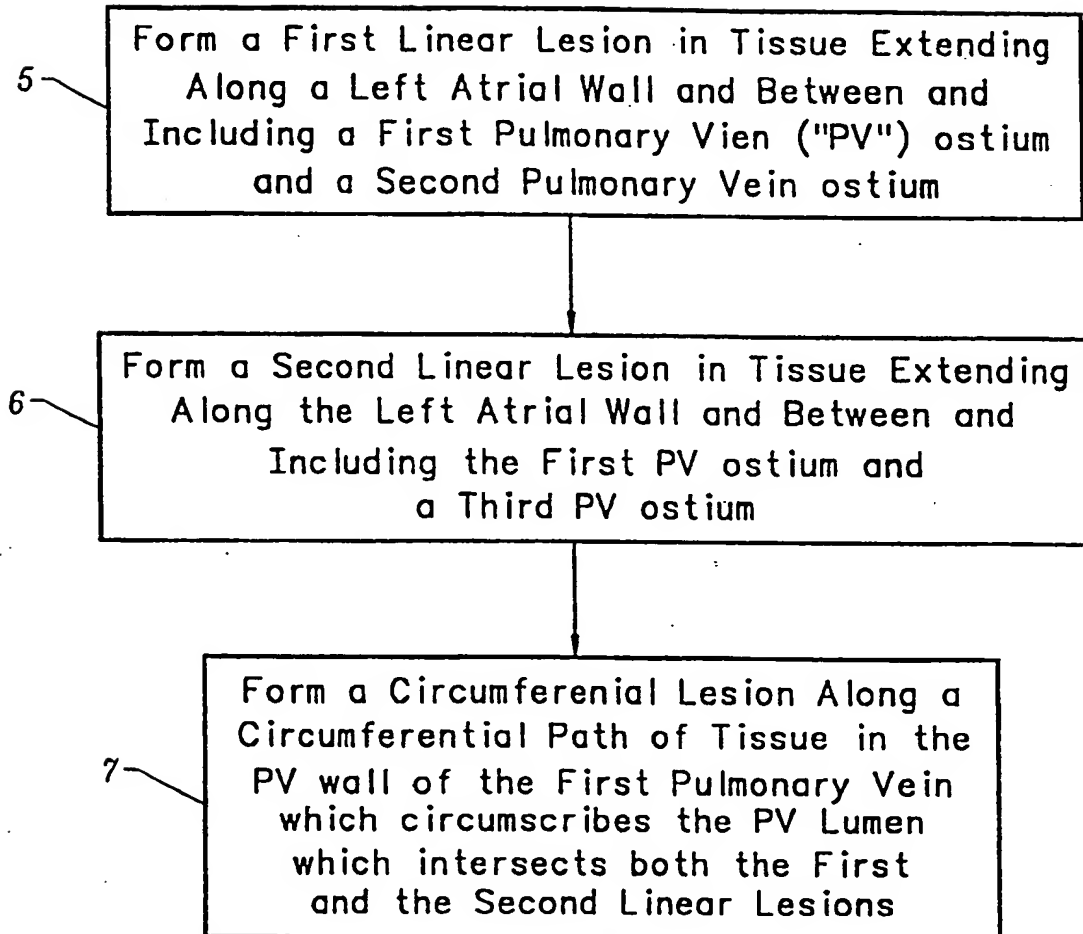 5
Form a First Linear Lesion in Tissue Extending
Along a Left Atrial Wall and Between and
Including a First Pulmonary Vien ("PV") ostium
and a Second Pulmonary Vein ostium
6
Form a Second Linear Lesion in Tissue Extending
Along the Left Atrial Wall and Between and
Including the First PV ostium and
a Third PV ostium
7
Form a Circumferenial Lesion Along a
Circumferential Path of Tissue in the
PV wall of the First Pulmonary Vein
which circumscribes the PV Lumen
which intersects both the First
and the Second Linear Lesions